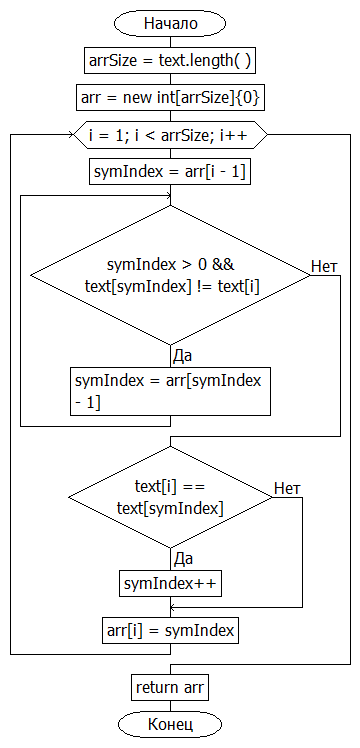 Начало
arrSize = text.length( )
arr = new int[arrSize]{0}
i = 1; i < arrSize; i++
symIndex = arr[i - 1]
symIndex > 0 &&
text[symIndex] != text[i]
Нет
Да
symIndex = arr[symIndex
- 1]
text[i] ==
text[symIndex]
Нет
Да
symIndex++
arr[i] = symIndex
return arr
Конец